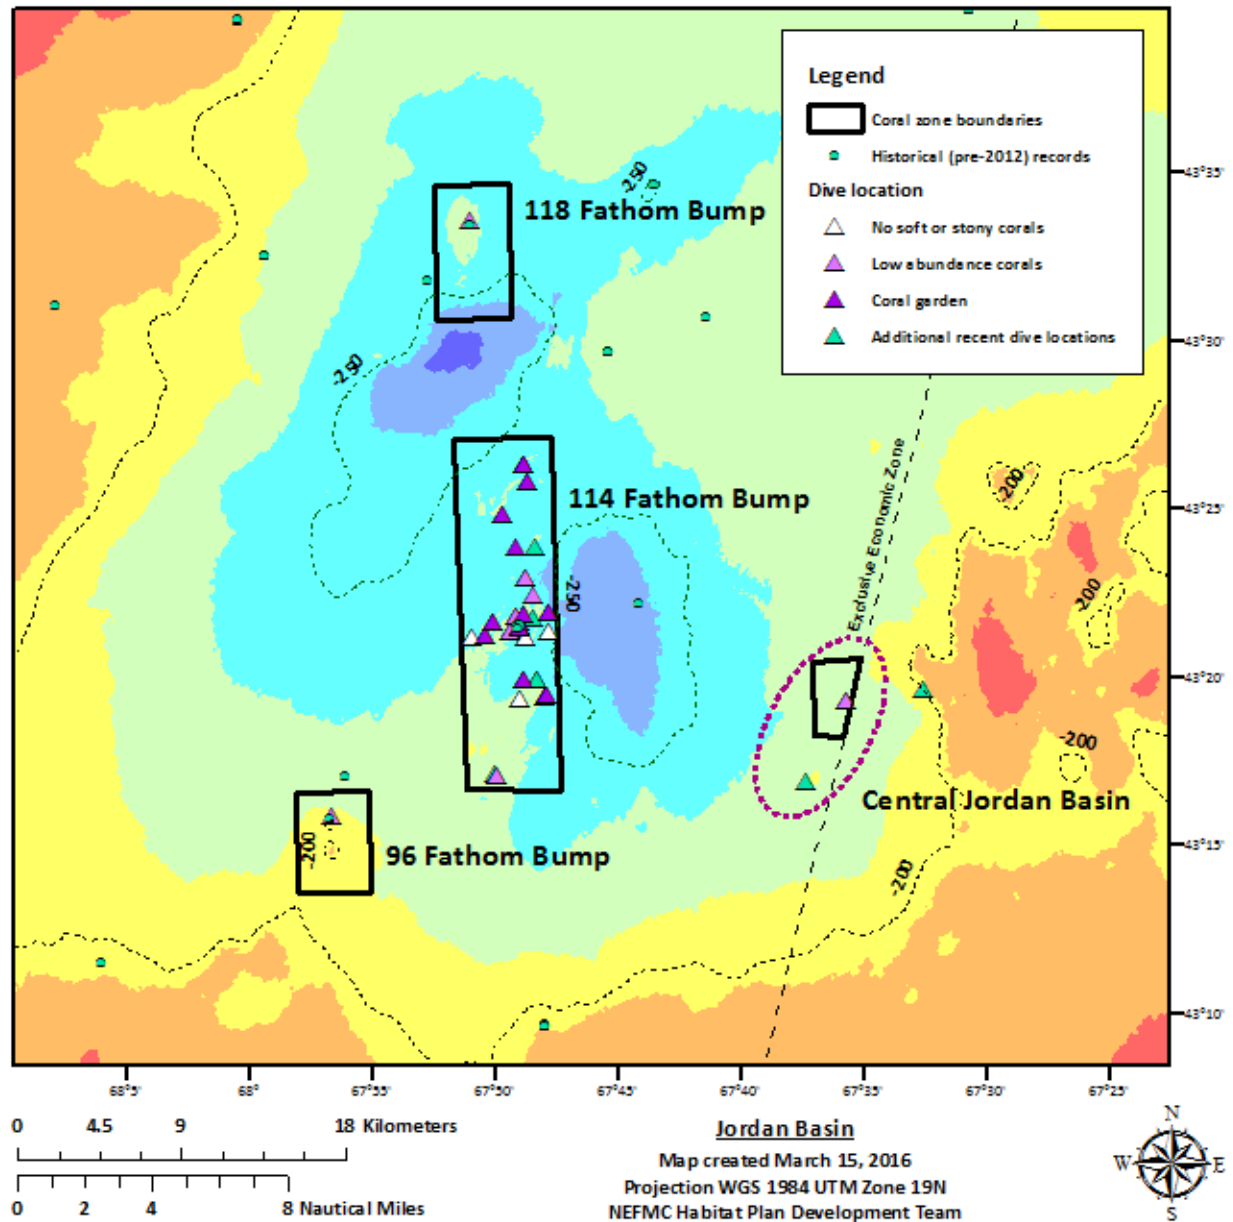 Legend
Coral zone boundaries
Historical (pre-2012) records
Dive location
No soft or stony corals
Low abundance corals
Coral garden
Additional recent dive locations
-250
118 Fathom Bump
-250
114 Fathom Bump
-250
Exclusive Economic Zone
-200
-200
-200
-200
Central Jordan Basin
96 Fathom Bump
-200
43°35'
43°30'
43°25'
43°20'
43°15'
43°10'
68°5'
68°
67°55'
67°50'
67°45'
67°40'
67°35'
67°30'
67°25'
0 4.5 9 18 Kilometers
0 2 4 8 Nautical Miles
Jordan Basin
Map created March 15, 2016
Projection WGS 1984 UTM Zone 19N
NEFMC Habitat Plan Development Team
N
W E
S